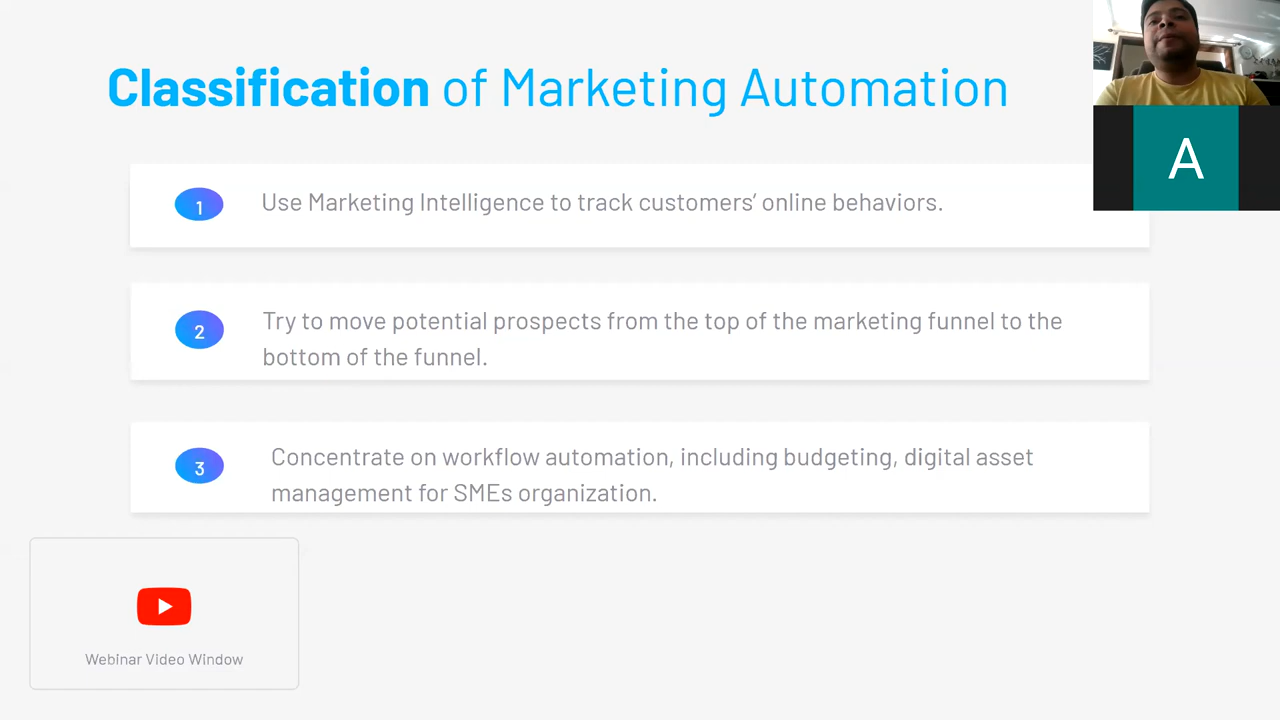 Classification of Marketing Automation
A
1
Use Marketing Intelligence to track customers’ online behaviors.
2
Try to move potential prospects from the top of the marketing funnel to the
bottom of the funnel.
3
Concentrate on workflow automation, including budgeting, digital asset
management for SMEs organization.
Webinar Video Window